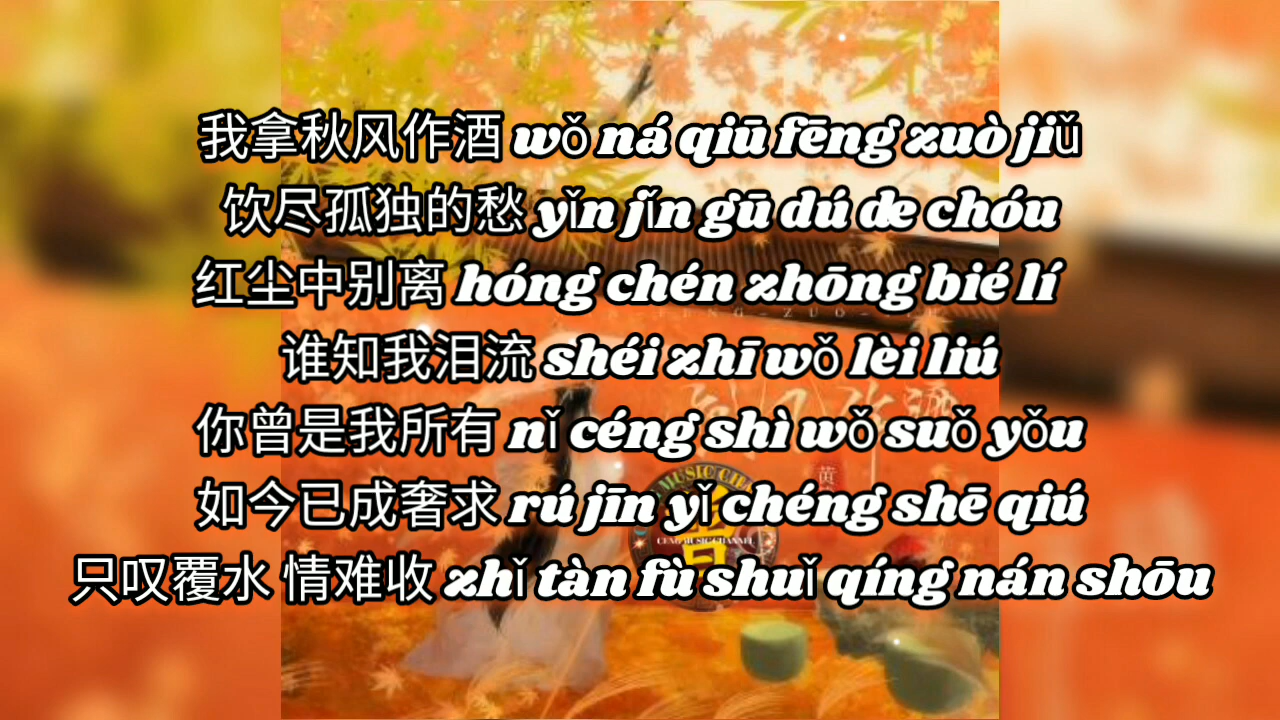 我拿秋风作酒 wǒ ná qiū fēng zuò jiǔ
饮尽孤独的愁 yǐn jǐn gū dú de chóu
红尘中别离 hóng chén zhōng bié lí
谁知我泪流 shéi zhī wǒ lèi liú
你曾是我所有 nǐ céng shì wǒ suǒ yǒu
如今已成奢求 rú jīn yǐ chéng shē qiú
只叹覆水 情难收 zhǐ tàn fù shuǐ qíng nán shōu
CENG MUSIC CHANNEL